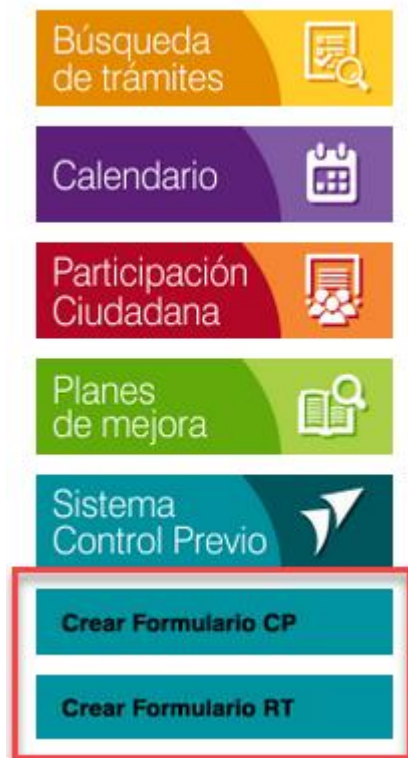 Búsqueda
de trámites
Calendario
Participación
Ciudadana
Planes
de mejora
Sistema
Control Previo
Crear Formulario CP
Crear Formulario RT